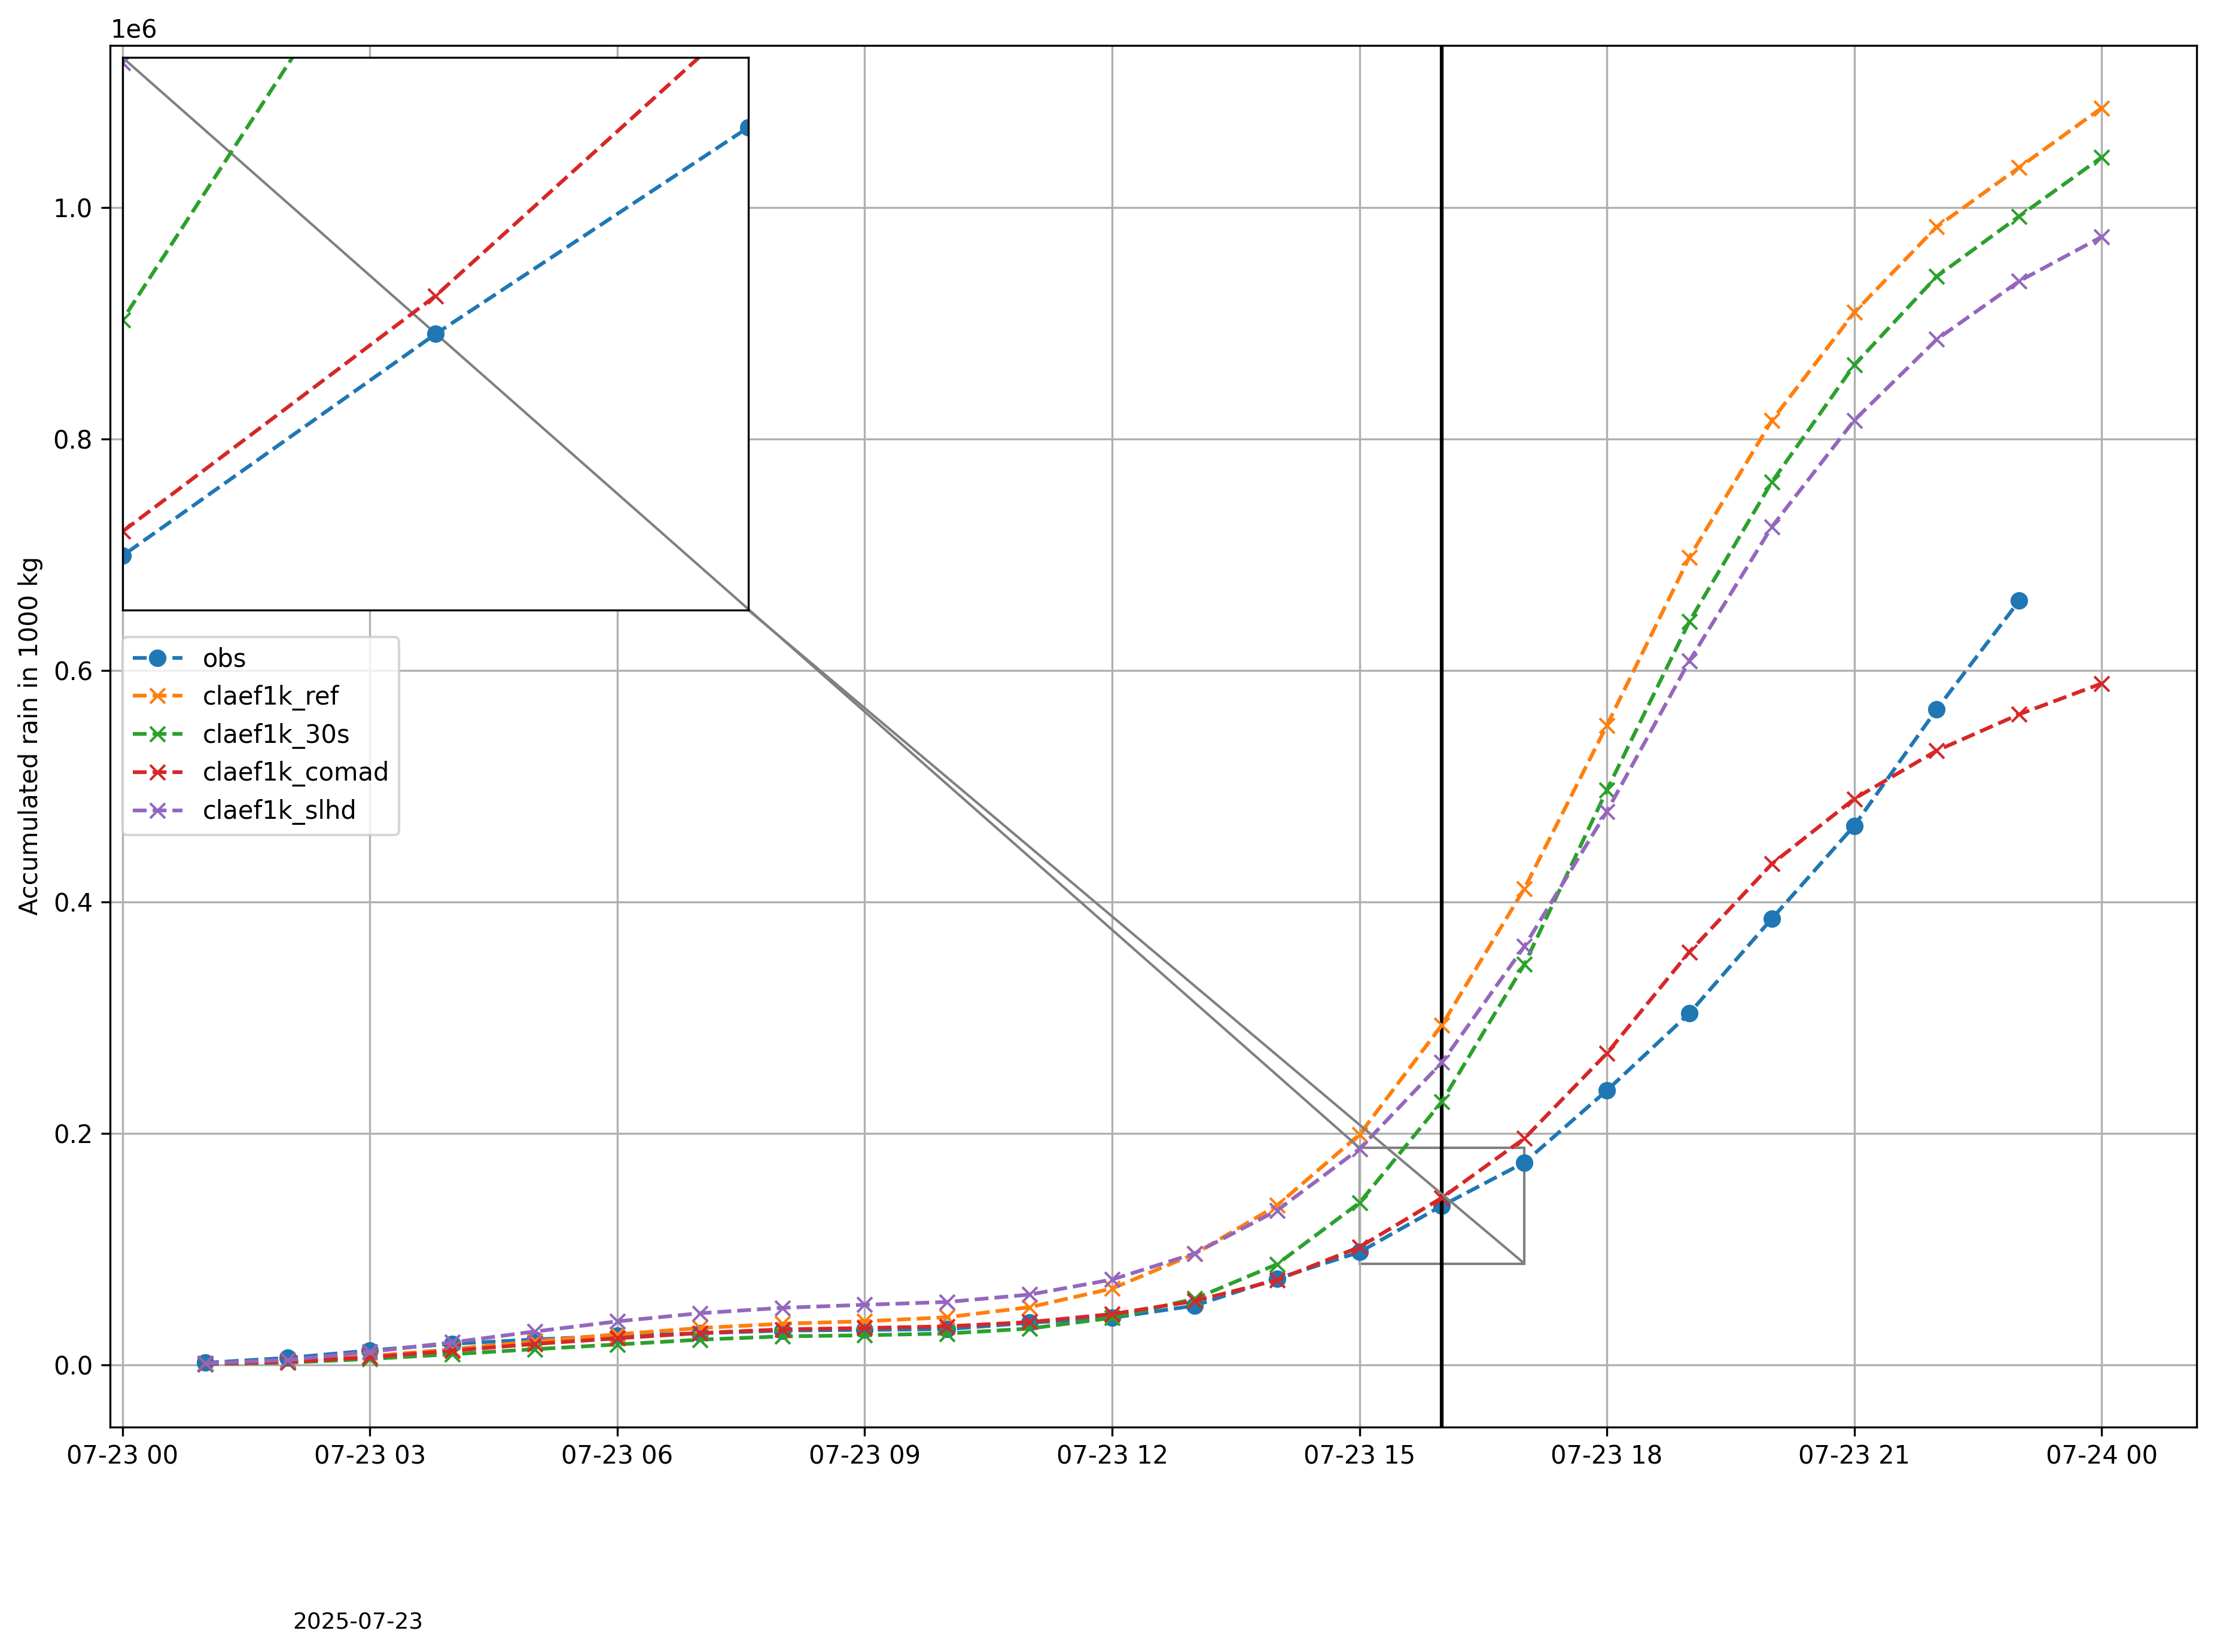 1e6
1.0
0.8
0.6
0.4
0.2
0.0
Accumulated rain in 1000 kg
obs
claef1k_ref
claef1k_30s
claef1k_comad
claef1k_slhd
07-23 00 07-23 03 07-23 06 07-23 09 07-23 12 07-23 15 07-23 18 07-23 21 07-24 00
2025-07-23